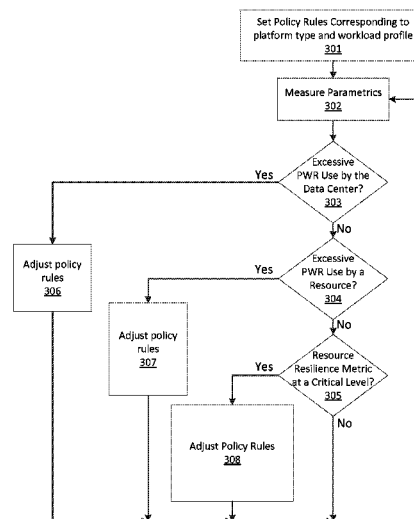 Set Policy Rules Corresponding to
platform type and workload profile
301
Measure Parametrics
302
Excessive
PWR Use by the
Data Center?
303
Yes
No
Excessive
PWR Use by a
Resource?
304
Yes
No
Adjust policy
rules
306
Adjust policy
rules
307
Resource
Resilience Metric
at a Critical Level?
305
Yes
No
Adjust Policy Rules
308